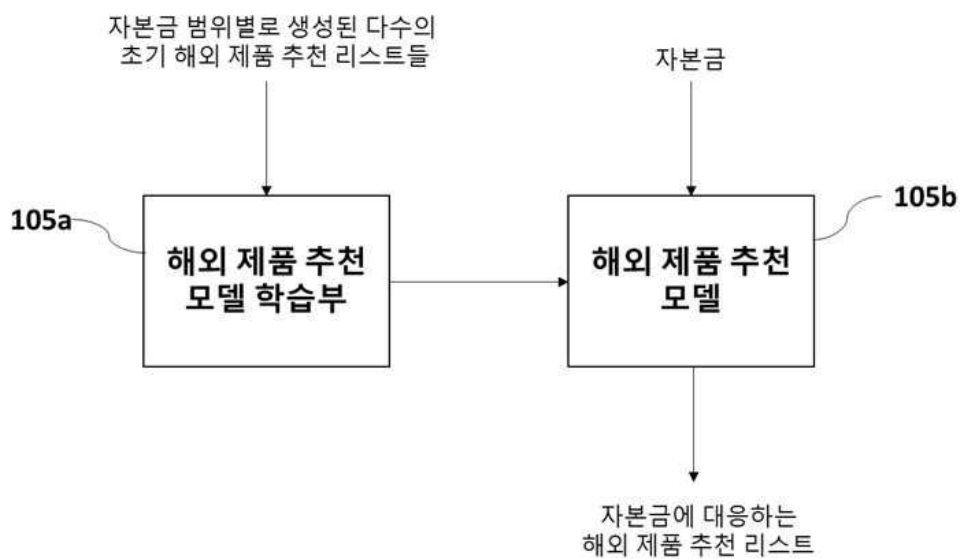 자본금 범위별로 생성된 다수의
초기 해외 제품 추천 리스트들
자본금
105a
105b
해외 제품 추천
모델 학습부
해외 제품 추천
모델
자본금에 대응하는
해외 제품 추천 리스트